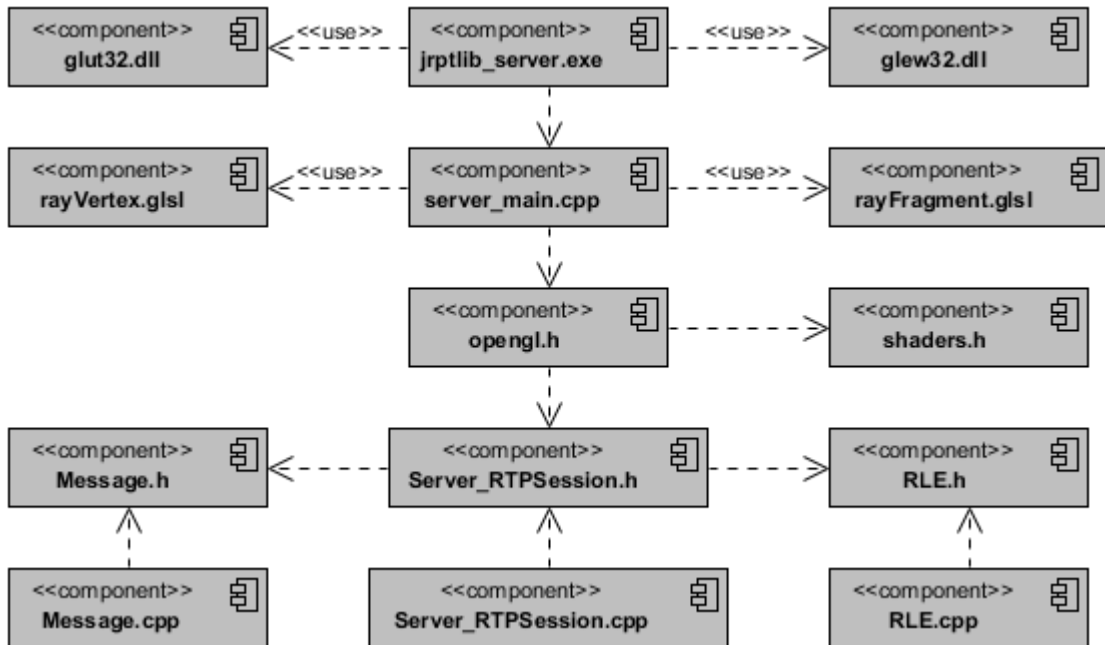 <<component>> <<use>> <<component>> <<use>> <<component>>
glut32.dll jrptlib_server.exe glew32.dll
<<component>> <<use>> <<component>> <<use>> <<component>>
rayVertex.glsl server_main.cpp rayFragment.glsl
<<component>> <<component>>
opengl.h shaders.h
<<component>> <<component>> <<component>>
Message.h Server_RTPSession.h RLE.h
<<component>> <<component>> <<component>>
Message.cpp Server_RTPSession.cpp RLE.cpp